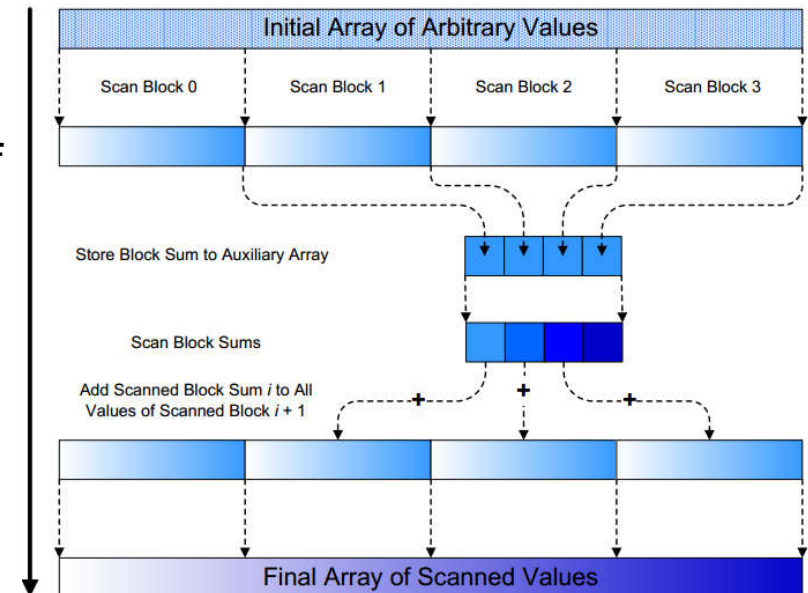 Initial Array of Arbitrary Values
Scan Block 0 Scan Block 1 Scan Block 2 Scan Block 3
Store Block Sum to Auxiliary Array
Scan Block Sums
Add Scanned Block Sum i to All
Values of Scanned Block i + 1
+ + +
Final Array of Scanned Values